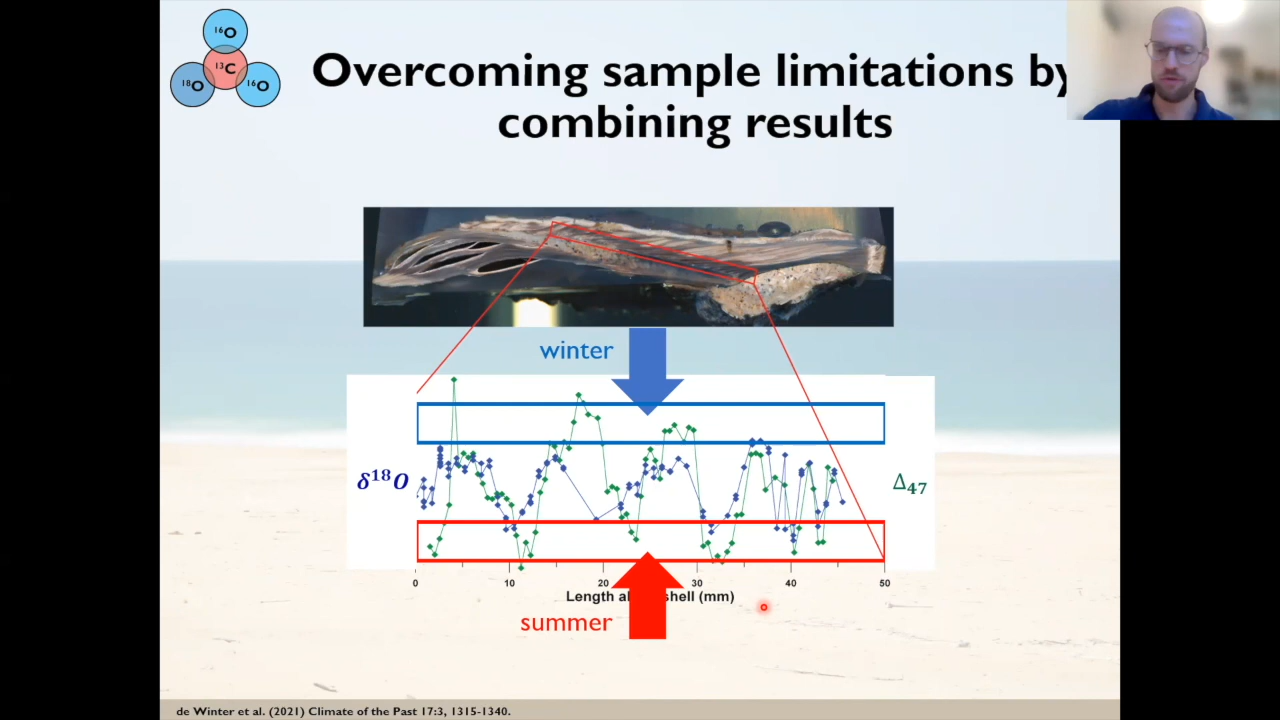 16O
13C
18O
16O
Overcoming sample limitations by
combining results
winter
δ18O
Δ47
0
10
20
30
40
50
Length al shell (mm)
summer
de Winter et al. (2021) Climate of the Past 17:3, 1315-1340.